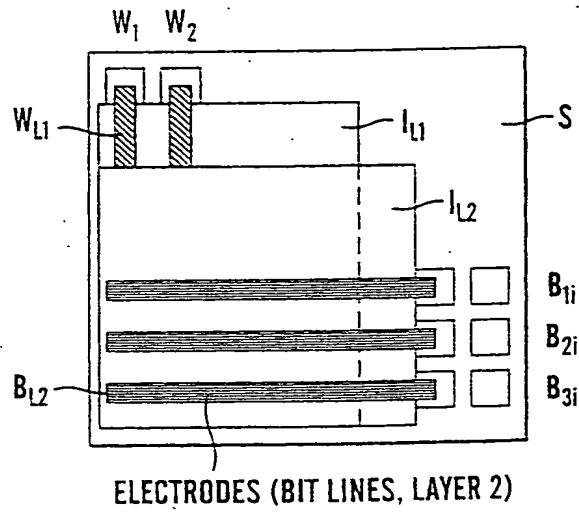 W1 W2
WL1
IL1
S
IL2
B1i
B2i
BL2
B3i
ELECTRODES (BIT LINES, LAYER 2)